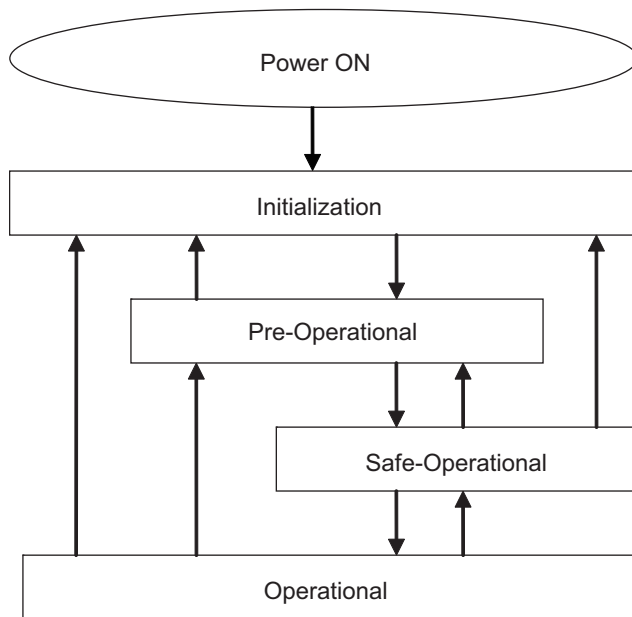 Power ON
Initialization
Pre-Operational
Safe-Operational
Operational